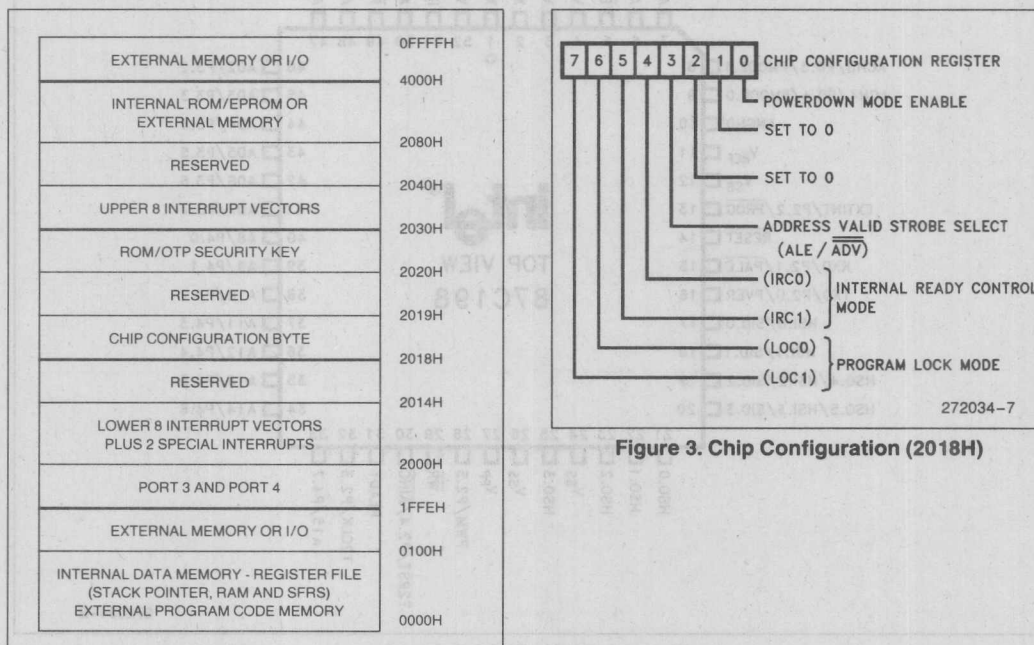 0FFFFH
EXTERNAL MEMORY OR I/O
4000H
INTERNAL ROM/EPROM OR
EXTERNAL MEMORY
2080H
RESERVED
2040H
UPPER 8 INTERRUPT VECTORS
2030H
ROM/OTP SECURITY KEY
2020H
RESERVED
2019H
CHIP CONFIGURATION BYTE
2018H
RESERVED
2014H
LOWER 8 INTERRUPT VECTORS
PLUS 2 SPECIAL INTERRUPTS
2000H
PORT 3 AND PORT 4
1FFEH
EXTERNAL MEMORY OR I/O
0100H
INTERNAL DATA MEMORY - REGISTER FILE
(STACK POINTER, RAM AND SFRS)
EXTERNAL PROGRAM CODE MEMORY
0000H
7 6 5 4 3 2 1 0 CHIP CONFIGURATION REGISTER
POWERDOWN MODE ENABLE
SET TO 0
SET TO 0
ADDRESS VALID STROBE SELECT
(ALE / ADV)
(IRC0)
(IRC1)
INTERNAL READY CONTROL
MODE
(LOC0)
(LOC1)
PROGRAM LOCK MODE
272034-7
Figure 3. Chip Configuration (2018H)